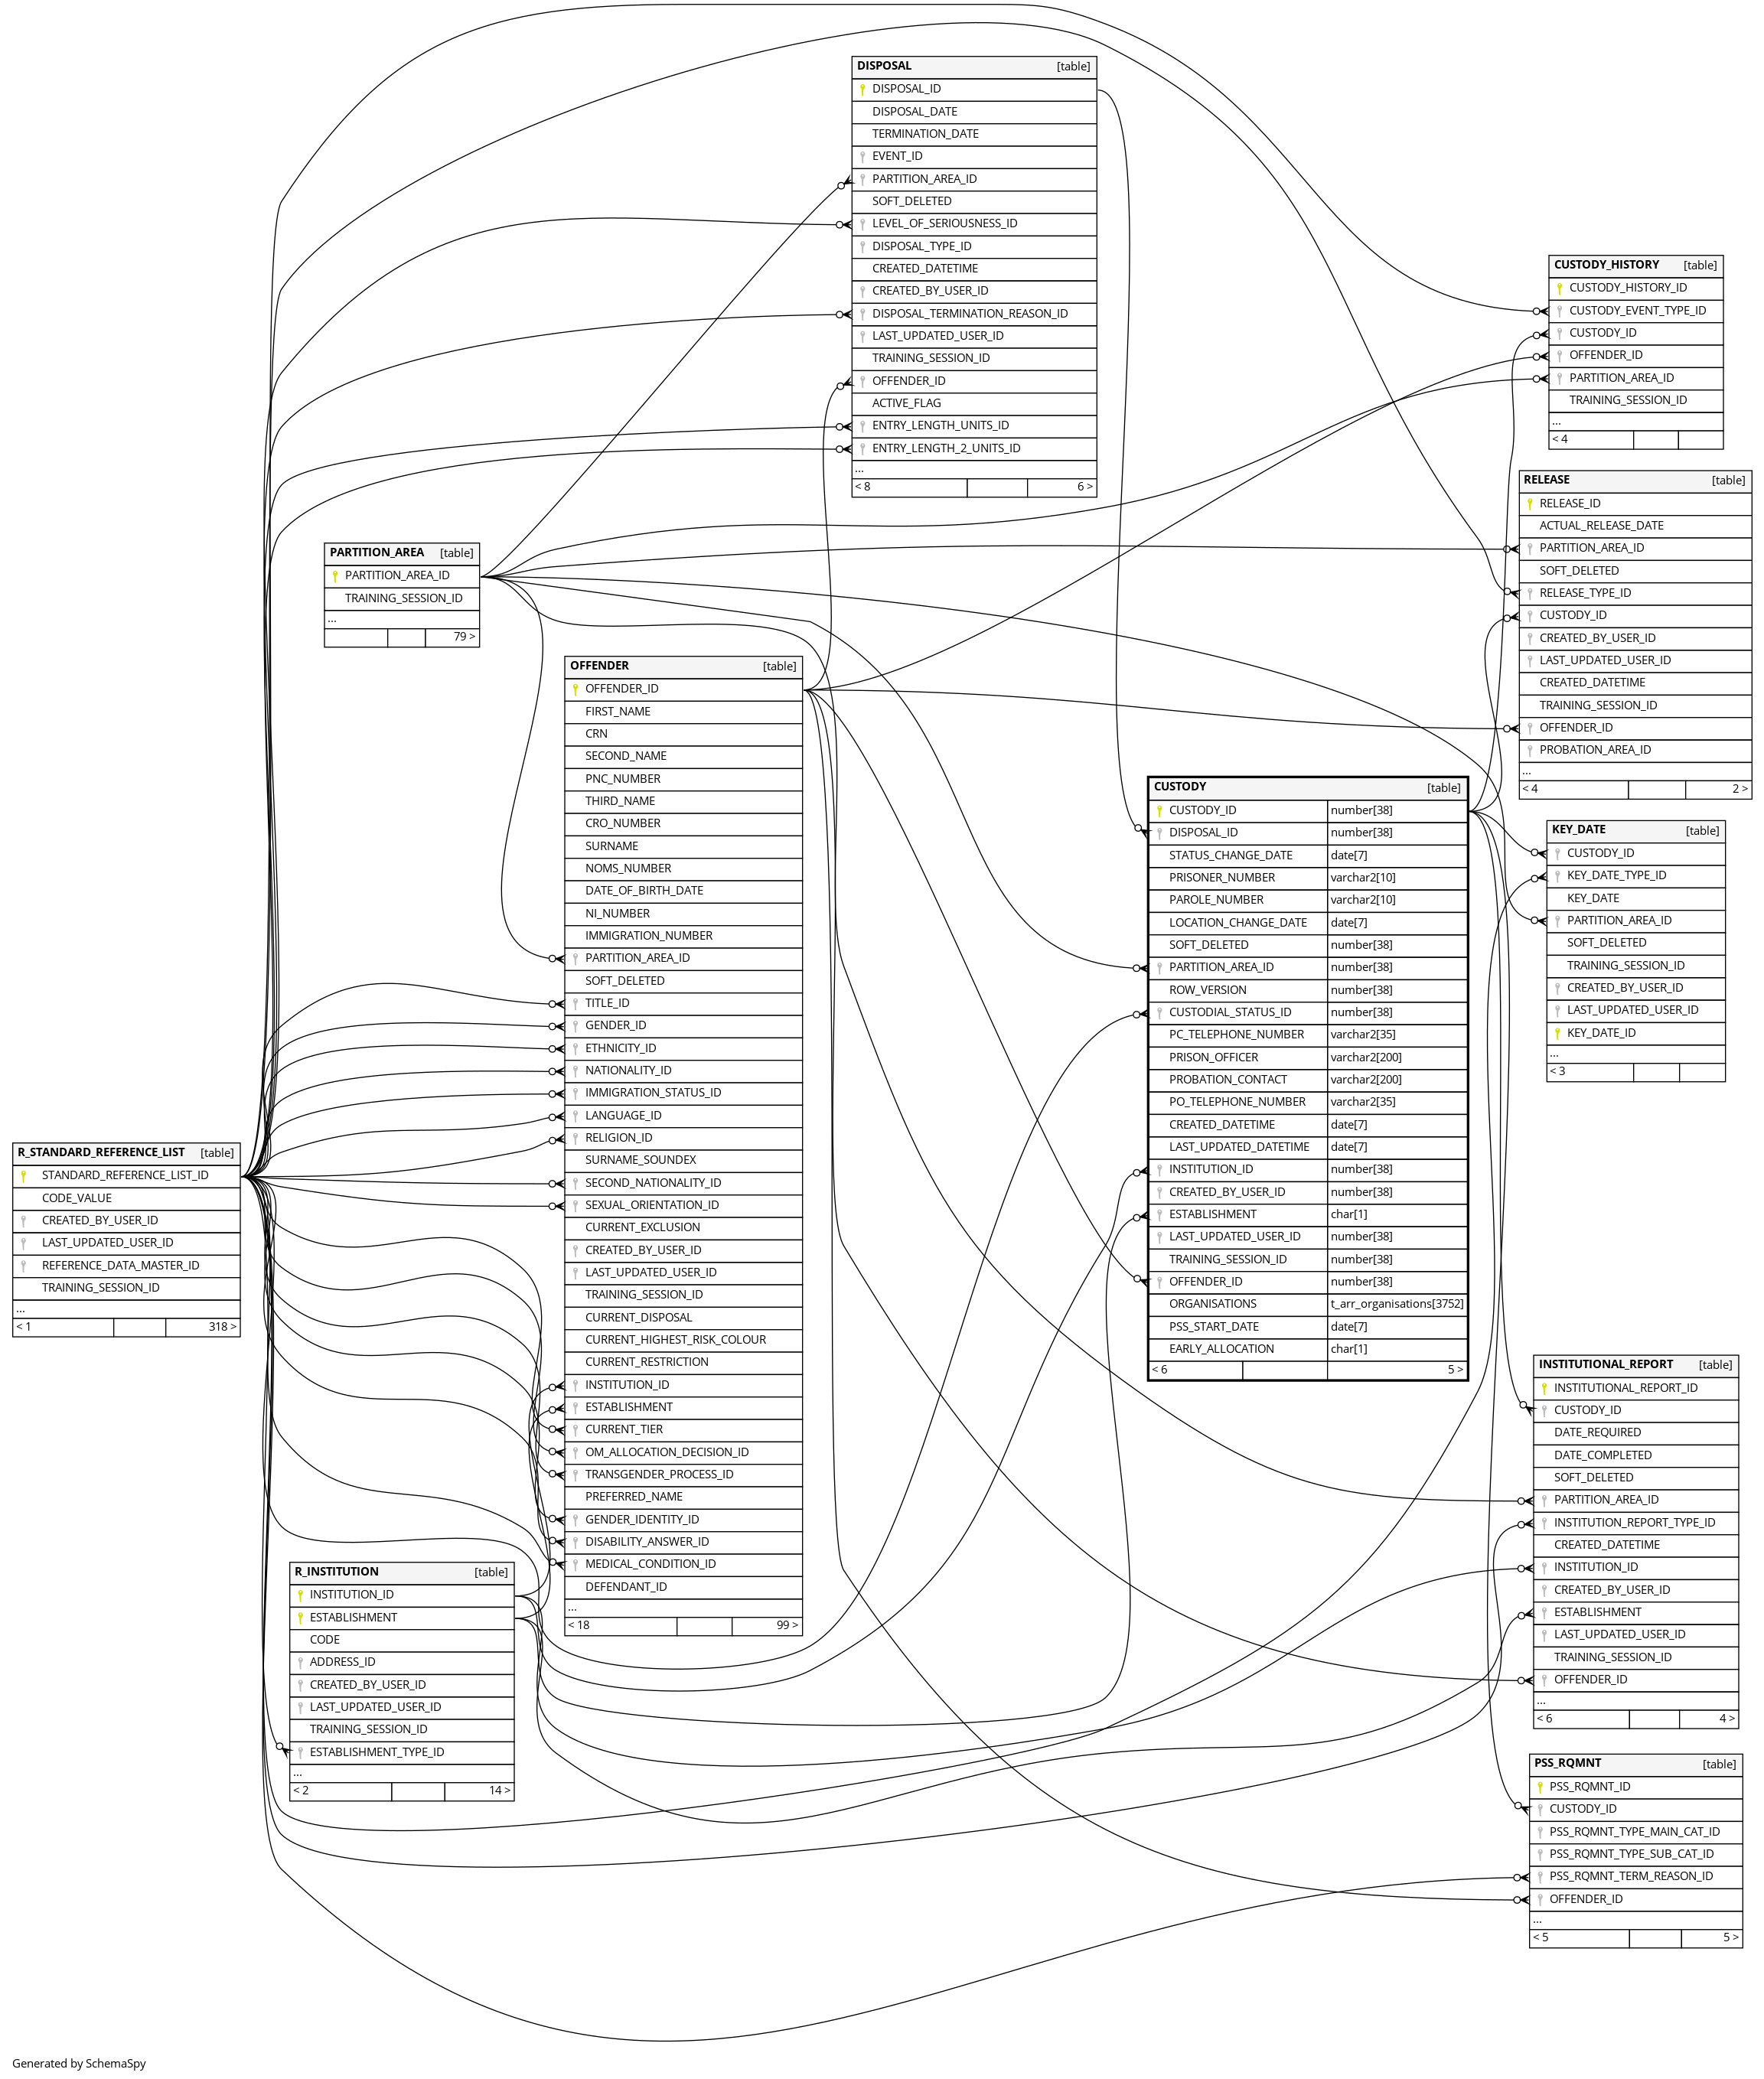 DISPOSAL [table]
DISPOSAL_ID
DISPOSAL_DATE
TERMINATION_DATE
EVENT_ID
PARTITION_AREA_ID
SOFT_DELETED
LEVEL_OF_SERIOUSNESS_ID
DISPOSAL_TYPE_ID
CREATED_DATETIME
CREATED_BY_USER_ID
DISPOSAL_TERMINATION_REASON_ID
LAST_UPDATED_USER_ID
TRAINING_SESSION_ID
OFFENDER_ID
ACTIVE_FLAG
ENTRY_LENGTH_UNITS_ID
ENTRY_LENGTH_2_UNITS_ID
...
< 8 6 >
CUSTODY_HISTORY [table]
CUSTODY_HISTORY_ID
CUSTODY_EVENT_TYPE_ID
CUSTODY_ID
OFFENDER_ID
PARTITION_AREA_ID
TRAINING_SESSION_ID
...
< 4
RELEASE [table]
RELEASE_ID
ACTUAL_RELEASE_DATE
PARTITION_AREA_ID
SOFT_DELETED
RELEASE_TYPE_ID
CUSTODY_ID
CREATED_BY_USER_ID
LAST_UPDATED_USER_ID
CREATED_DATETIME
TRAINING_SESSION_ID
OFFENDER_ID
PROBATION_AREA_ID
...
< 4 2 >
PARTITION_AREA [table]
PARTITION_AREA_ID
TRAINING_SESSION_ID
...
79 >
OFFENDER [table]
OFFENDER_ID
FIRST_NAME
CRN
SECOND_NAME
PNC_NUMBER
THIRD_NAME
CRO_NUMBER
SURNAME
NOMS_NUMBER
DATE_OF_BIRTH_DATE
NI_NUMBER
IMMIGRATION_NUMBER
PARTITION_AREA_ID
SOFT_DELETED
TITLE_ID
GENDER_ID
ETHNICITY_ID
NATIONALITY_ID
IMMIGRATION_STATUS_ID
LANGUAGE_ID
RELIGION_ID
SURNAME_SOUNDEX
SECOND_NATIONALITY_ID
SEXUAL_ORIENTATION_ID
CURRENT_EXCLUSION
CREATED_BY_USER_ID
LAST_UPDATED_USER_ID
TRAINING_SESSION_ID
CURRENT_DISPOSAL
CURRENT_HIGHEST_RISK_COLOUR
CURRENT_RESTRICTION
INSTITUTION_ID
ESTABLISHMENT
CURRENT_TIER
OM_ALLOCATION_DECISION_ID
TRANSGENDER_PROCESS_ID
PREFERRED_NAME
GENDER_IDENTITY_ID
DISABILITY_ANSWER_ID
MEDICAL_CONDITION_ID
DEFENDANT_ID
...
< 18 99 >
CUSTODY [table]
CUSTODY_ID number[38]
DISPOSAL_ID number[38]
STATUS_CHANGE_DATE date[7]
PRISONER_NUMBER varchar2[10]
PAROLE_NUMBER varchar2[10]
LOCATION_CHANGE_DATE date[7]
SOFT_DELETED number[38]
PARTITION_AREA_ID number[38]
ROW_VERSION number[38]
CUSTODIAL_STATUS_ID number[38]
PC_TELEPHONE_NUMBER varchar2[35]
PRISON_OFFICER varchar2[200]
PROBATION_CONTACT varchar2[200]
PO_TELEPHONE_NUMBER varchar2[35]
CREATED_DATETIME date[7]
LAST_UPDATED_DATETIME date[7]
INSTITUTION_ID number[38]
CREATED_BY_USER_ID number[38]
ESTABLISHMENT char[1]
LAST_UPDATED_USER_ID number[38]
TRAINING_SESSION_ID number[38]
OFFENDER_ID number[38]
ORGANISATIONS t_arr_organisations[3752]
PSS_START_DATE date[7]
EARLY_ALLOCATION char[1]
< 6 5 >
KEY_DATE [table]
CUSTODY_ID
KEY_DATE_TYPE_ID
KEY_DATE
PARTITION_AREA_ID
SOFT_DELETED
TRAINING_SESSION_ID
CREATED_BY_USER_ID
LAST_UPDATED_USER_ID
KEY_DATE_ID
...
< 3
R_STANDARD_REFERENCE_LIST [table]
STANDARD_REFERENCE_LIST_ID
CODE_VALUE
CREATED_BY_USER_ID
LAST_UPDATED_USER_ID
REFERENCE_DATA_MASTER_ID
TRAINING_SESSION_ID
...
< 1 318 >
INSTITUTIONAL_REPORT [table]
INSTITUTIONAL_REPORT_ID
CUSTODY_ID
DATE_REQUIRED
DATE_COMPLETED
SOFT_DELETED
PARTITION_AREA_ID
INSTITUTION_REPORT_TYPE_ID
CREATED_DATETIME
INSTITUTION_ID
CREATED_BY_USER_ID
ESTABLISHMENT
LAST_UPDATED_USER_ID
TRAINING_SESSION_ID
OFFENDER_ID
...
< 6 4 >
R_INSTITUTION [table]
INSTITUTION_ID
ESTABLISHMENT
CODE
ADDRESS_ID
CREATED_BY_USER_ID
LAST_UPDATED_USER_ID
TRAINING_SESSION_ID
ESTABLISHMENT_TYPE_ID
...
< 2 14 >
PSS_RQMNT [table]
PSS_RQMNT_ID
CUSTODY_ID
PSS_RQMNT_TYPE_MAIN_CAT_ID
PSS_RQMNT_TYPE_SUB_CAT_ID
PSS_RQMNT_TERM_REASON_ID
OFFENDER_ID
...
< 5 5 >
Generated by SchemaSpy